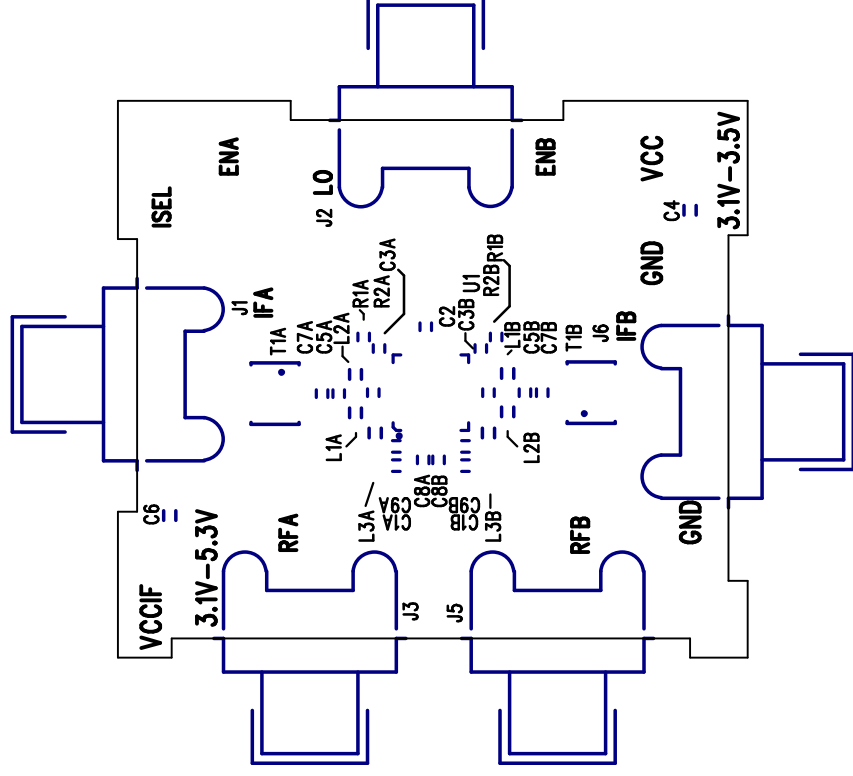 ENA
ENB
VCC
3.1V-3.5V
ISEL
LO
J2
C4
GND
J1
IFA
R1A
R2A
C3A
U1
R2B
R1B
T1A
C7A
C5A
L2A
C2
C3B
L1B
C5B
C7B
T1B
J6
IFB
L1A
L2B
C6
3.1V-5.3V
VCCIF
RFA
L3A
C1A
C9A
C8A
C8B
C9B
C1B
L3B
RFB
GND
J3
J5